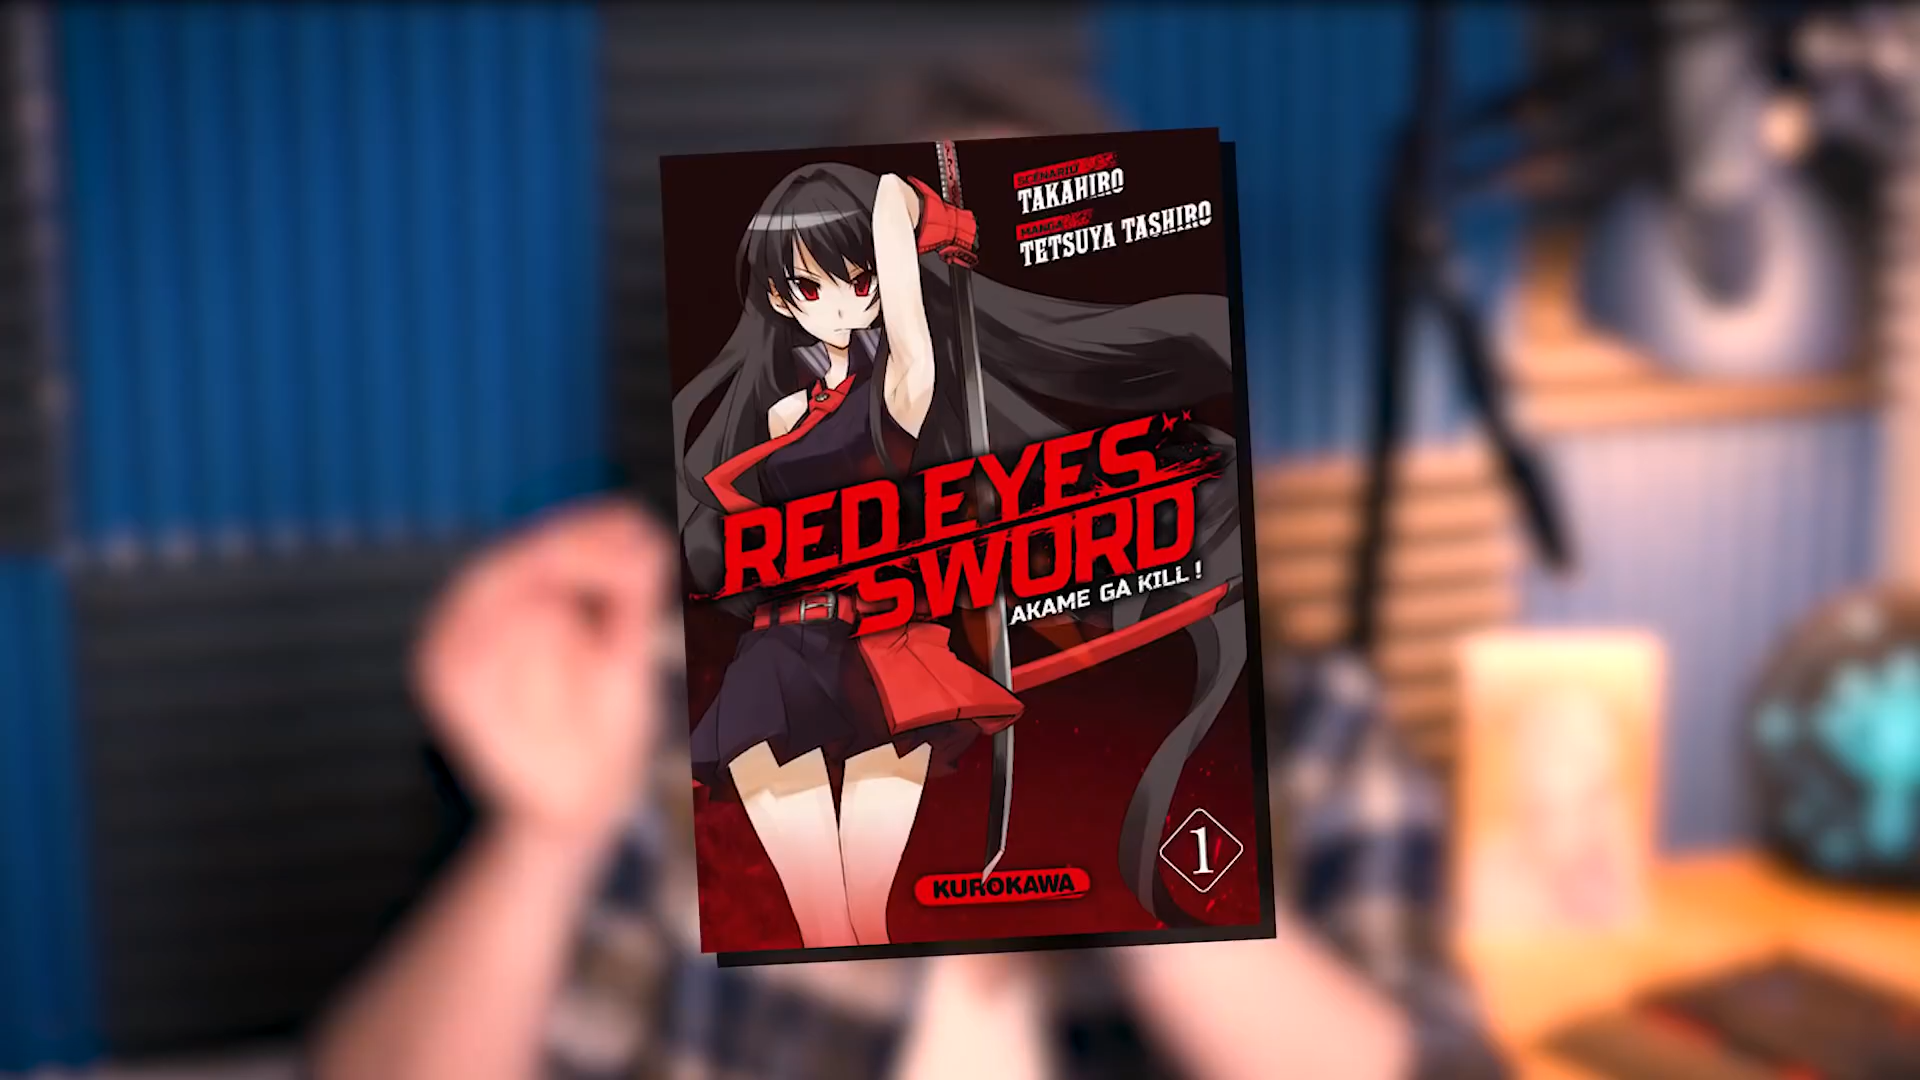 SCÉNARIO
TAKAHIRO
MANGA
TETSUYA TASHIRO
RED EYES
SWORD
AKAME GA KILL !
1
KUROKAWA